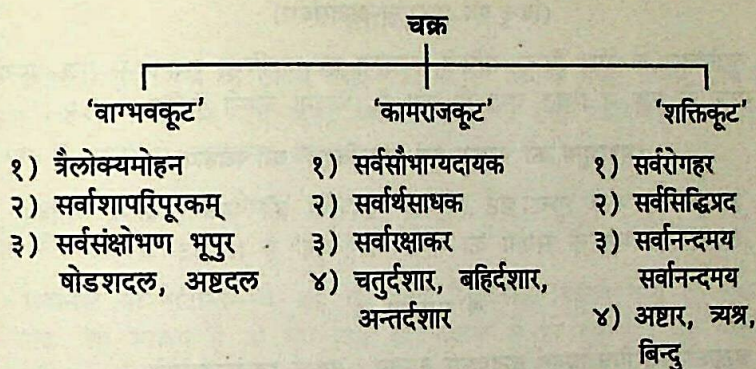 चक्र
'वाग्भवकूट'
१) त्रैलोक्यमोहन
२) सर्वाशापरिपूरकम्
३) सर्वसंक्षोभण भूपुर
षोडशदल, अष्टदल
'कामराजकूट'
१) सर्वसौभाग्यदायक
२) सर्वार्थसाधक
३) सर्वारक्षाकर
४) चतुर्दशार, बहिर्दशार,
अन्तर्दशार
'शक्तिकूट'
१) सर्वरोगहर
२) सर्वसिद्धिप्रद
३) सर्वानन्दमय
सर्वानन्दमय
४) अष्टार, त्र्यश्र,
बिन्दु